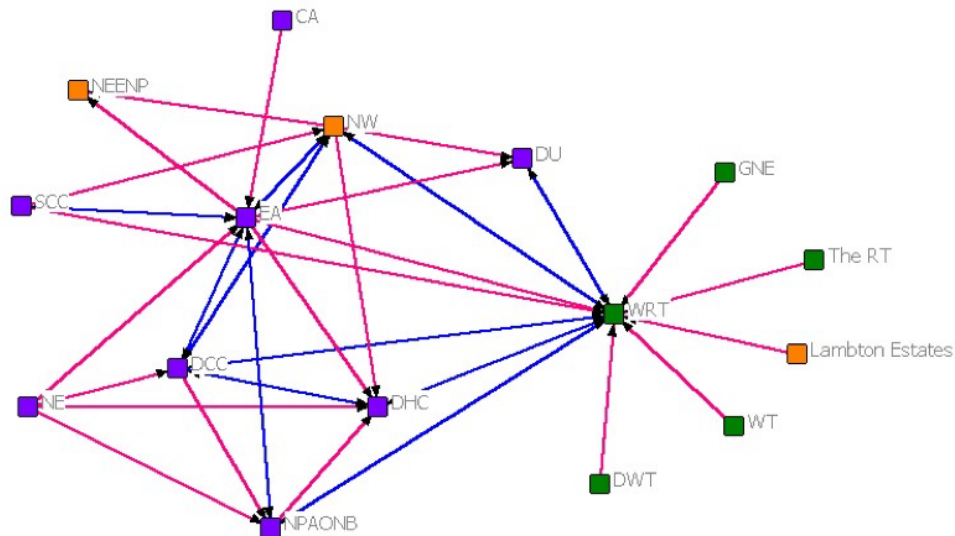 CA
NEENP
NW
DU
GNE
SCC
EA
The RT
WRT
Lambton Estates
DCC
NE
DHC
WT
DWT
NPAONB